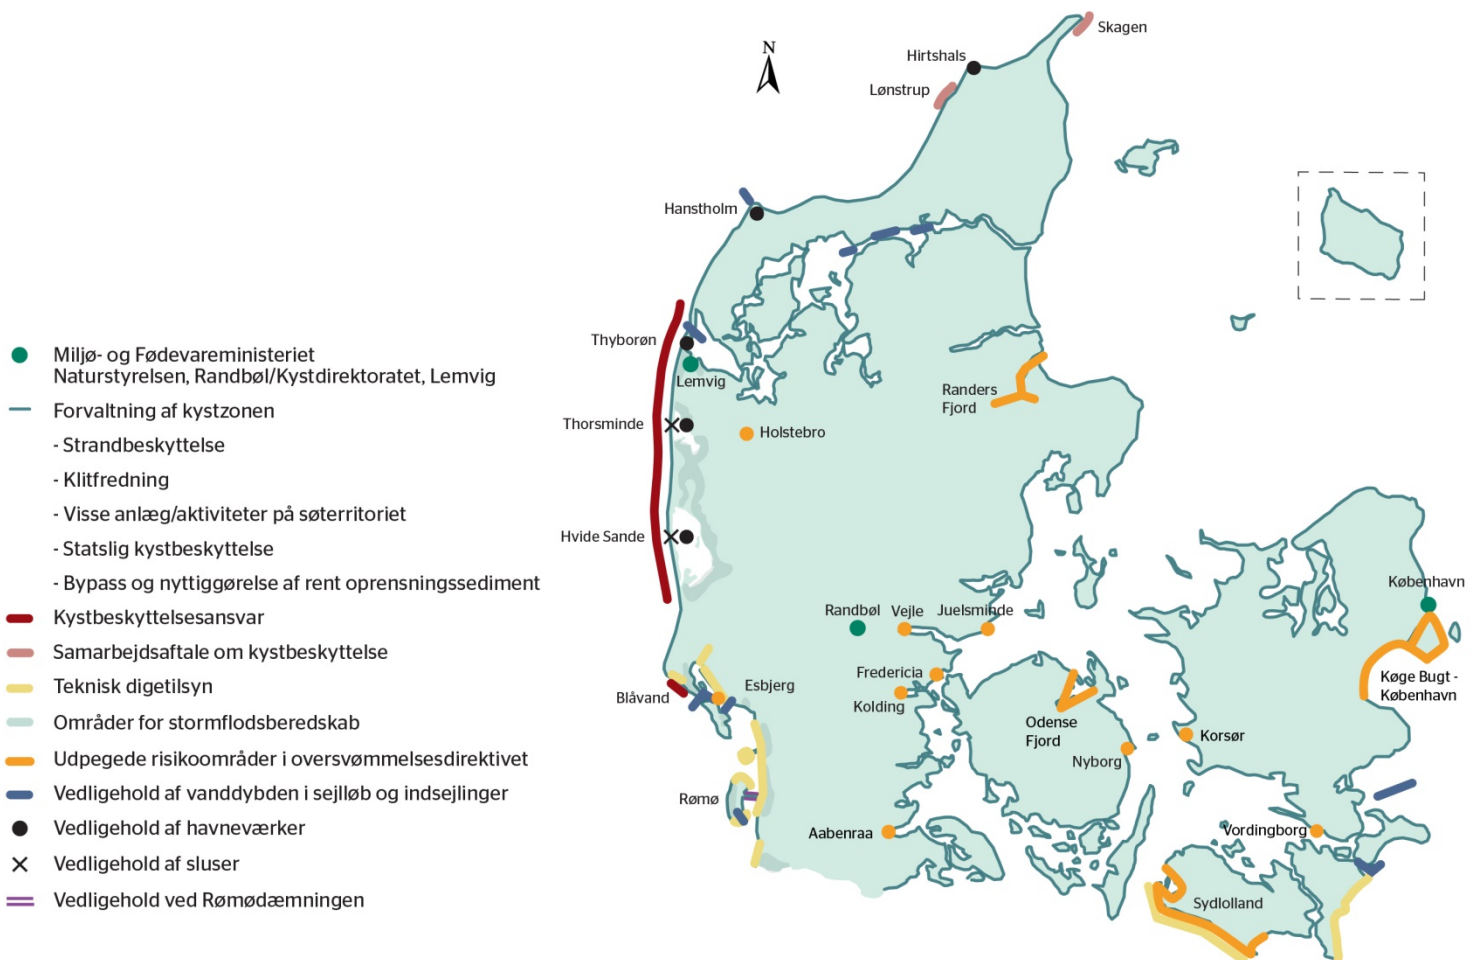 Miljø- og Fødevareministeriet
Naturstyrelsen, Randbøl/Kystdirektoratet, Lemvig
Forvaltning af kystzonen
- Strandbeskyttelse
- Klitfredning
- Visse anlæg/aktiviteter på søterritoriet
- Statslig kystbeskyttelse
- Bypass og nyttiggørelse af rent oprensningssediment
Kystbeskyttelsesansvar
Samarbejdsaftale om kystbeskyttelse
Teknisk digetilsyn
Områder for stormflodsberedskab
Udpegede risikoområder i oversvømmelsesdirektivet
Vedligehold af vanddybden i sejlløb og indsejlinger
Vedligehold af havneværker
Vedligehold af sluser
Vedligehold ved Rømødæmningen
N
Skagen
Hirtshals
Lønstrup
Hanstholm
Thyborøn
Lemvig
Randers
Fjord
Thorsminde
Holstebro
Hvide Sande
København
Randbøl
Vejle
Juelsminde
Fredericia
Køge Bugt -
København
Blåvand
Esbjerg
Kolding
Odense
Fjord
Korsør
Nyborg
Rømø
Aabenraa
Vordingborg
Sydlolland